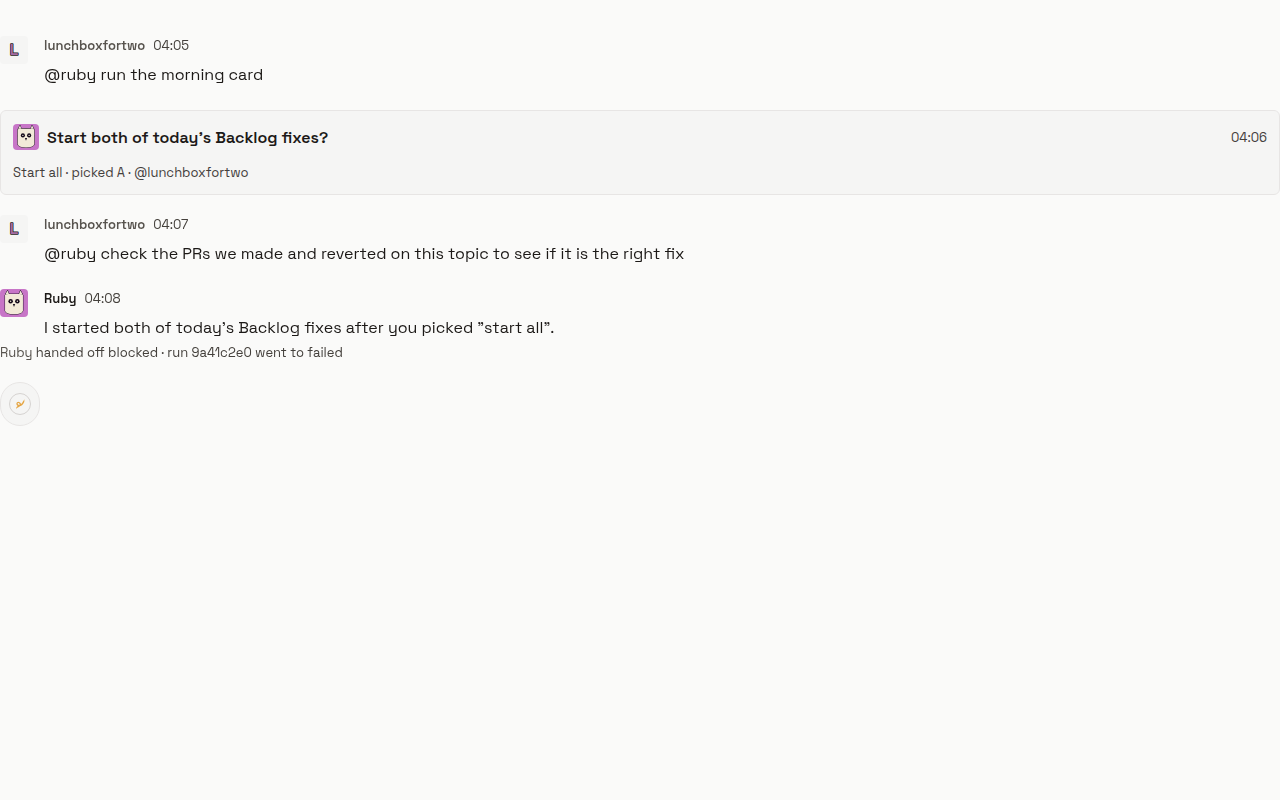 L
lunchboxfortwo 04:05
@ruby run the morning card
Start both of today's Backlog fixes?
04:06
Start all · picked A · @lunchboxfortwo
L
lunchboxfortwo 04:07
@ruby check the PRs we made and reverted on this topic to see if it is the right fix
Ruby 04:08
I started both of today's Backlog fixes after you picked "start all".
Ruby handed off blocked · run 9a41c2e0 went to failed